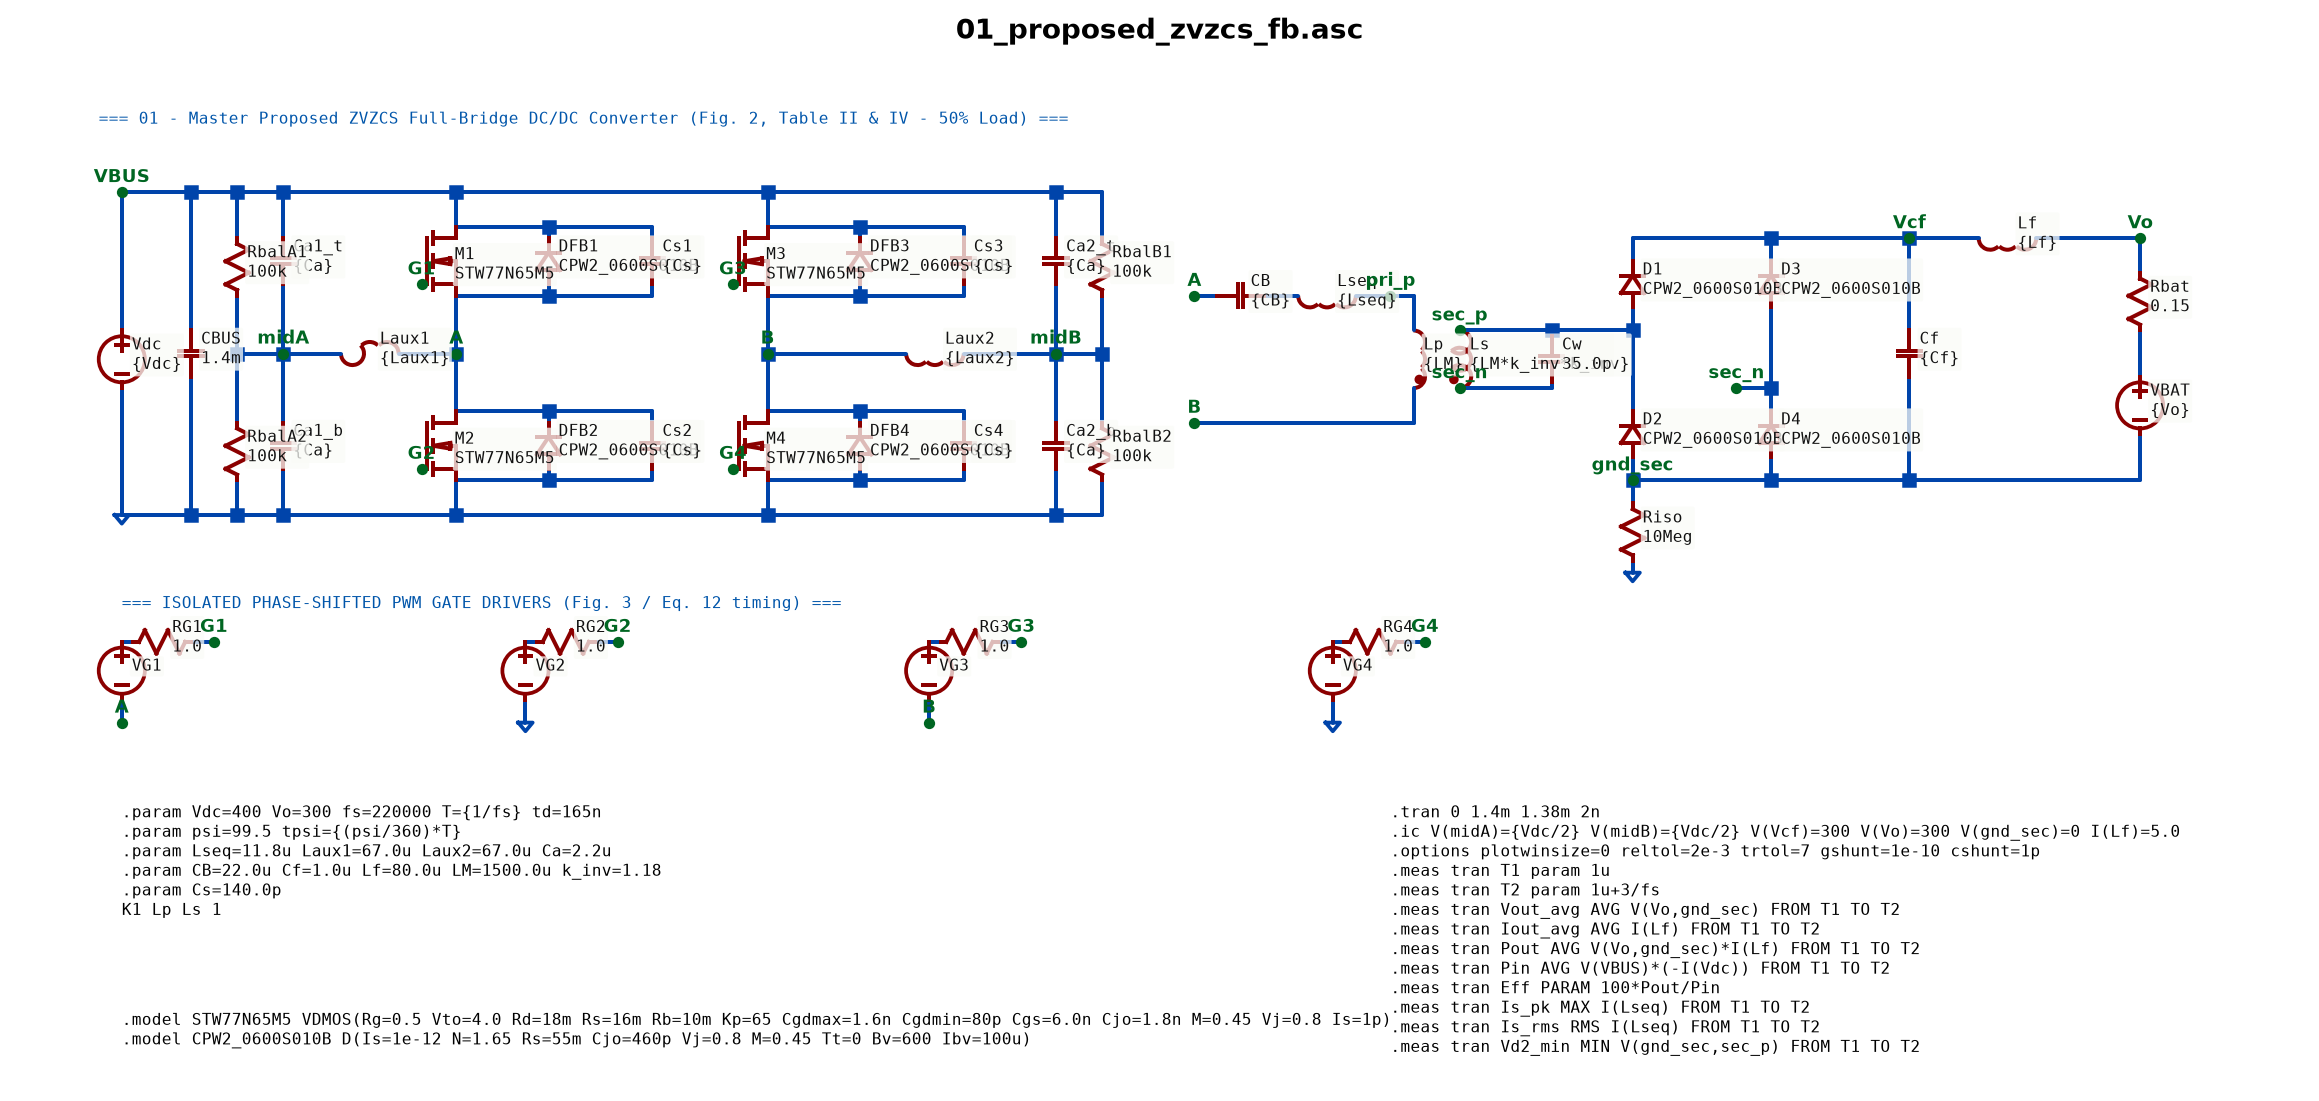 01_proposed_zvzcs_fb.asc
=== 01 - Master Proposed ZVZCS Full-Bridge DC/DC Converter (Fig. 2, Table II & IV - 50% Load) ===
VBUS
Vdc
{Vdc}
CBUS
1.4m
RbalA1
100k
{Ca}
RbalA2
100k
{Ca}
midA
Laux1
{Laux1}
A
G1
M1
STW77N65M5
DFB1
Cs1
{Cs}
G2
M2
STW77N65M5
DFB2
Cs2
{Cs}
G3
M3
STW77N65M5
DFB3
Cs3
{Cs}
B
Laux2
{Laux2}
midB
G4
M4
STW77N65M5
DFB4
Cs4
{Cs}
{Ca}
RbalB1
100k
{Ca}
RbalB2
100k
A
CB
{CB}
{Lseq}
pri_p
B
sec_p
Lp
{LM}
Ls
sec_n
Cw
D1
D3
CPW2_0600S010B
D2
D4
CPW2_0600S010B
sec_n
gnd_sec
Riso
10Meg
Vcf
Cf
{Cf}
Lf
{Lf}
Vo
Rbat
0.15
VBAT
{Vo}
=== ISOLATED PHASE-SHIFTED PWM GATE DRIVERS (Fig. 3 / Eq. 12 timing) ===
RG1
1.0
G1
VG1
A
RG2
1.0
G2
VG2
RG3
1.0
G3
VG3
B
RG4
1.0
G4
VG4
.param Vdc=400 Vo=300 fs=220000 T={1/fs} td=165n
.param psi=99.5 tpsi={(psi/360)*T}
.param Lseq=11.8u Laux1=67.0u Laux2=67.0u Ca=2.2u
.param CB=22.0u Cf=1.0u Lf=80.0u LM=1500.0u k_inv=1.18
.param Cs=140.0p
K1 Lp Ls 1
.model STW77N65M5 VDMOS(Rg=0.5 Vto=4.0 Rd=18m Rs=16m Rb=10m Kp=65 Cgdmax=1.6n Cgdmin=80p Cgs=6.0n Cjo=1.8n M=0.45 Vj=0.8 Is=1p)
.model CPW2_0600S010B D(Is=1e-12 N=1.65 Rs=55m Cjo=460p Vj=0.8 M=0.45 Tt=0 Bv=600 Ibv=100u)
.tran 0 1.4m 1.38m 2n
.ic V(midA)={Vdc/2} V(midB)={Vdc/2} V(Vcf)=300 V(Vo)=300 V(gnd_sec)=0 I(Lf)=5.0
.options plotwinsize=0 reltol=2e-3 trtol=7 gshunt=1e-10 cshunt=1p
.meas tran T1 param 1u
.meas tran T2 param 1u+3/fs
.meas tran Vout_avg AVG V(Vo,gnd_sec) FROM T1 TO T2
.meas tran Iout_avg AVG I(Lf) FROM T1 TO T2
.meas tran Pout AVG V(Vo,gnd_sec)*I(Lf) FROM T1 TO T2
.meas tran Pin AVG V(VBUS)*(-I(Vdc)) FROM T1 TO T2
.meas tran Eff PARAM 100*Pout/Pin
.meas tran Is_pk MAX I(Lseq) FROM T1 TO T2
.meas tran Is_rms RMS I(Lseq) FROM T1 TO T2
.meas tran Vd2_min MIN V(gnd_sec,sec_p) FROM T1 TO T2